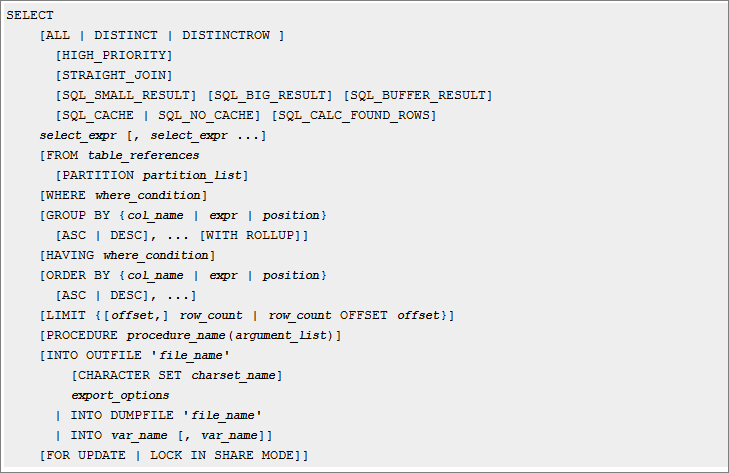 SELECT
[ALL | DISTINCT | DISTINCTROW ]
[HIGH_PRIORITY]
[STRAIGHT_JOIN]
[SQL_SMALL_RESULT] [SQL_BIG_RESULT] [SQL_BUFFER_RESULT]
[SQL_CACHE | SQL_NO_CACHE] [SQL_CALC_FOUND_ROWS]
select_expr [, select_expr ...]
[FROM table_references
[PARTITION partition_list]
[WHERE where_condition]
[GROUP BY {col_name | expr | position}
[ASC | DESC], ... [WITH ROLLUP]]
[HAVING where_condition]
[ORDER BY {col_name | expr | position}
[ASC | DESC], ...]
[LIMIT {[offset,] row_count | row_count OFFSET offset}]
[PROCEDURE procedure_name(argument_list)]
[INTO OUTFILE 'file_name'
[CHARACTER SET charset_name]
export_options
| INTO DUMPFILE 'file_name'
| INTO var_name [, var_name]]
[FOR UPDATE | LOCK IN SHARE MODE]]